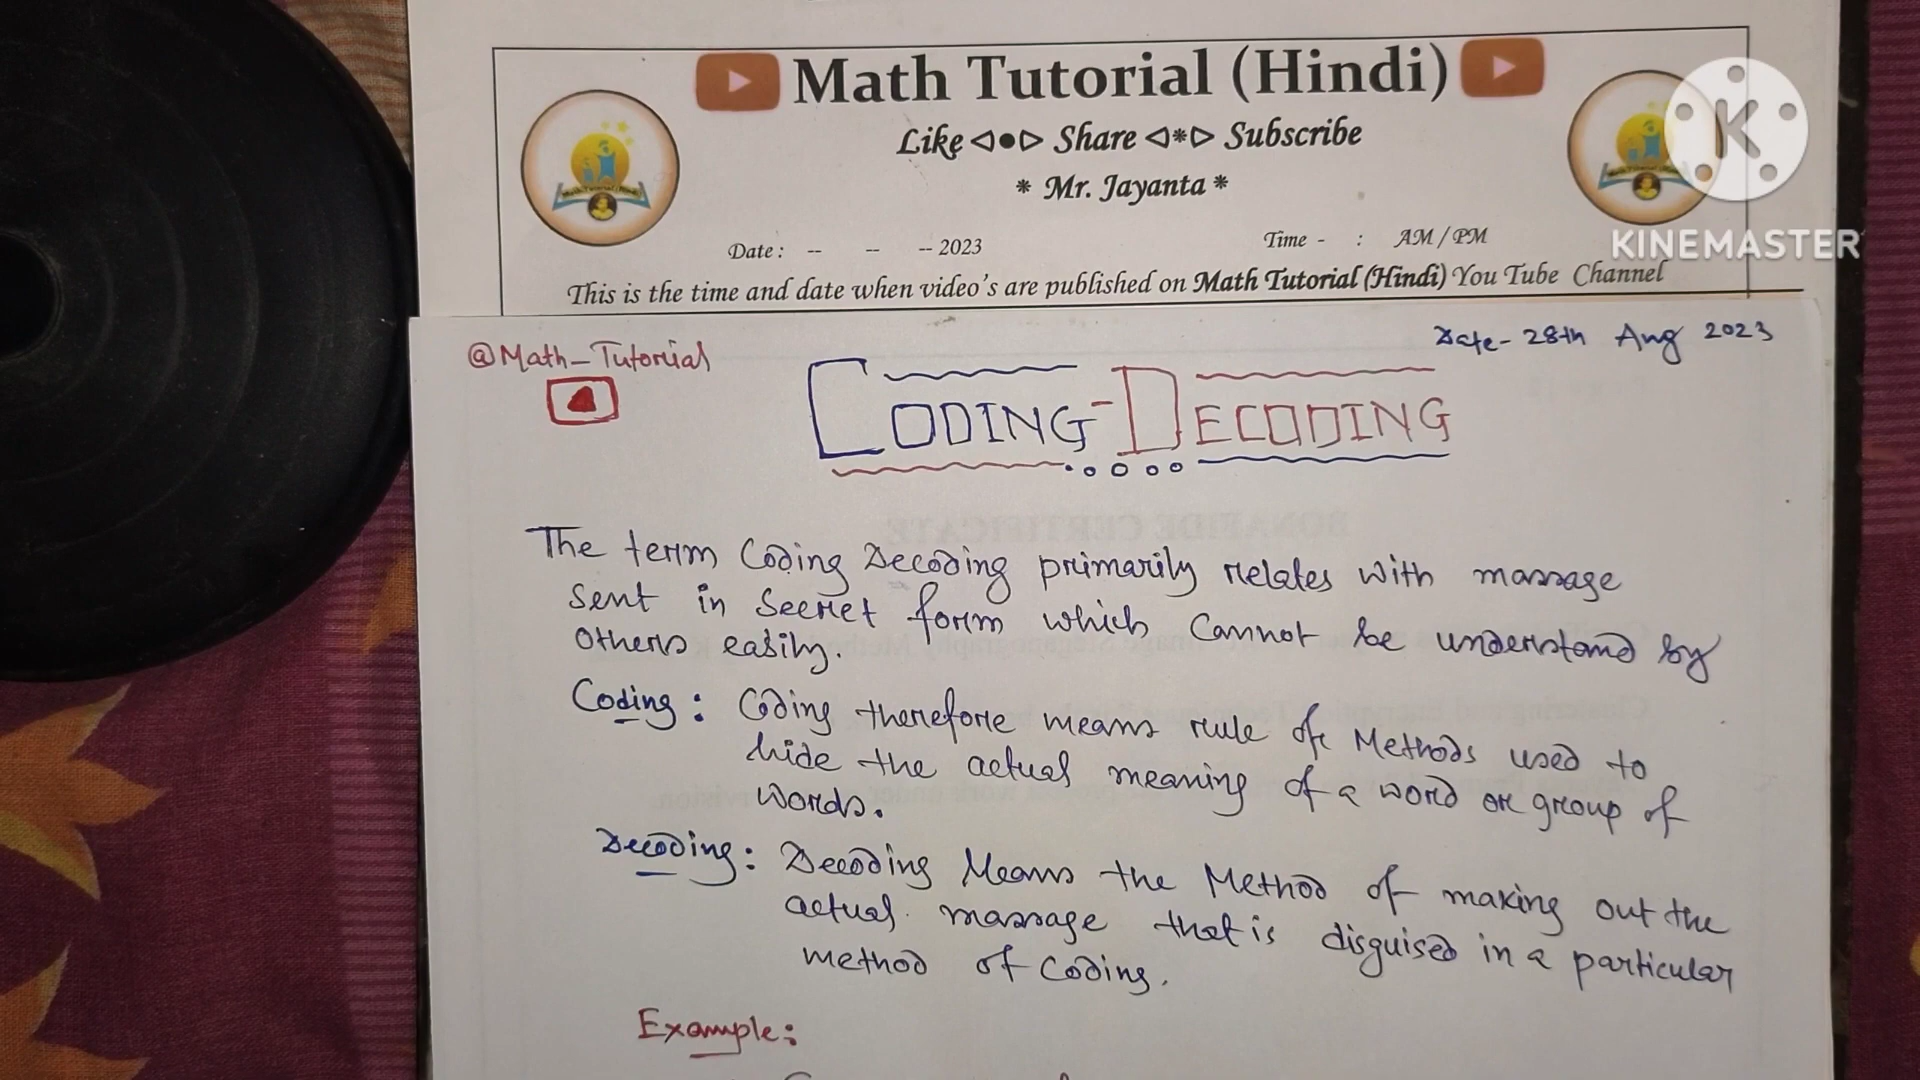 Math Tutorial (Hindi)
Like ◁●▷ Share ◁*▷ Subscribe
* Mr. Jayanta *
Date : -- -- -- 2023
Time - : AM / PM
This is the time and date when video's are published on Math Tutorial (Hindi) You Tube Channel
KINEMASTER
@Math_Tutorial
Date- 28th Aug 2023
CODING-DECODING
The term Coding Decoding primarily relates with massage
sent in secret form which cannot be understand by
others easily.
Coding : Coding therefore means rule or Methods used to
hide the actual meaning of a word or group of
words.
Decoding : Decoding Means the Method of making out the
actual massage that is disguised in a particular
method of coding.
Example :